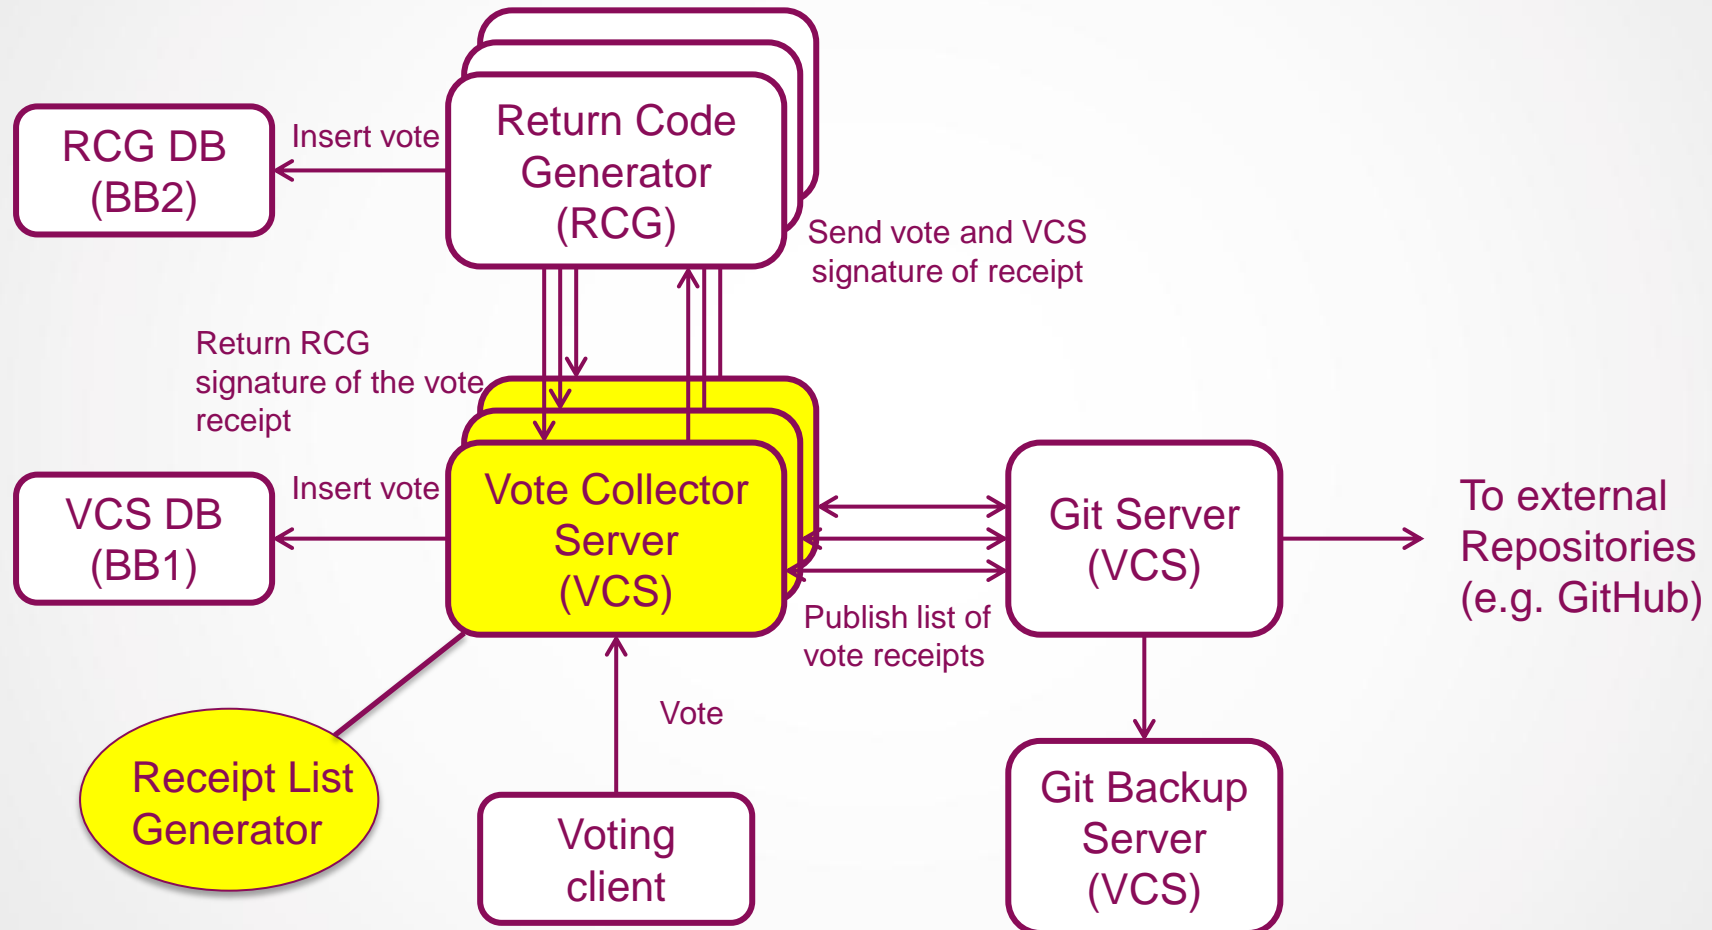 Return Code
Generator
(RCG)
RCG DB
(BB2)
Insert vote
Send vote and VCS
signature of receipt
Return RCG
signature of the vote
receipt
VCS DB
(BB1)
Insert vote
Vote Collector
Server
(VCS)
Git Server
(VCS)
To external
Repositories
(e.g. GitHub)
Publish list of
vote receipts
Vote
Receipt List
Generator
Voting
client
Git Backup
Server
(VCS)